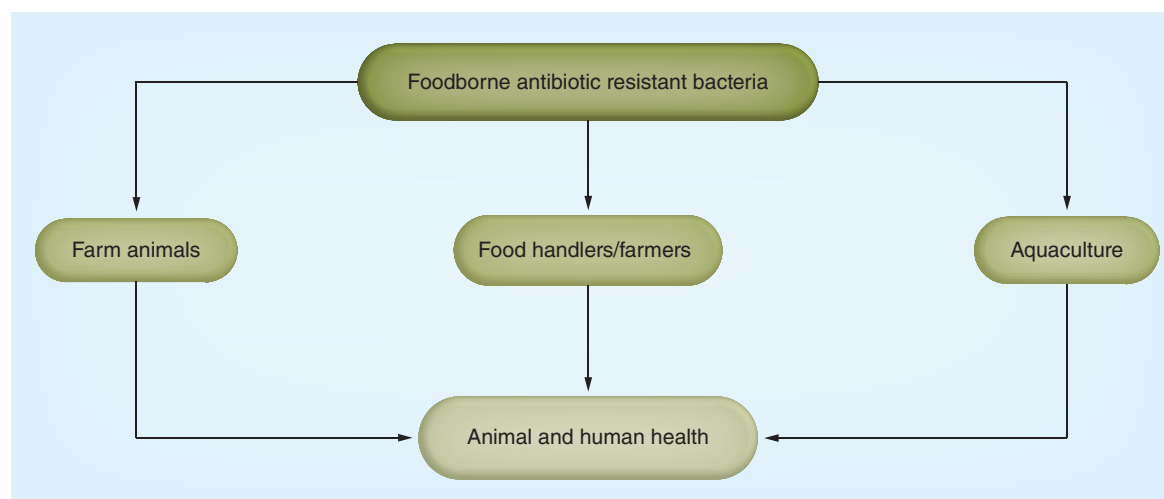 Foodborne antibiotic resistant bacteria
Farm animals
Food handlers/farmers
Aquaculture
Animal and human health